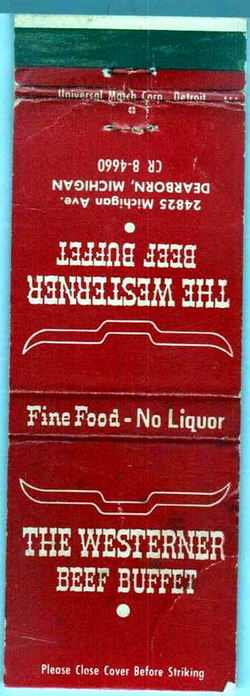 Universal Match Corp. Detroit
CR 8-4660
DEARBORN, MICHIGAN
24825 Michigan Ave.
BEEF BUFFET
THE WESTERNER
Fine Food - No Liquor
THE WESTERNER
BEEF BUFFET
Please Close Cover Before Striking